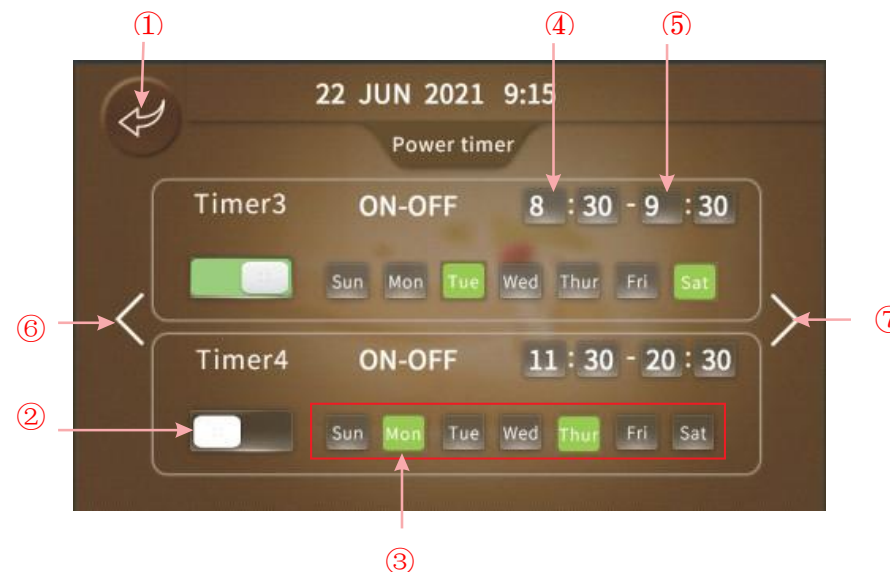 ① ④ ⑤
22 JUN 2021 9:15
Power timer
Timer3 ON-OFF 8 : 30 - 9 : 30
Sun Mon Tue Wed Thur Fri Sat
⑥ ⑦
Timer4 ON-OFF 11 : 30 - 20 : 30
② Sun Mon Tue Wed Thur Fri Sat
③